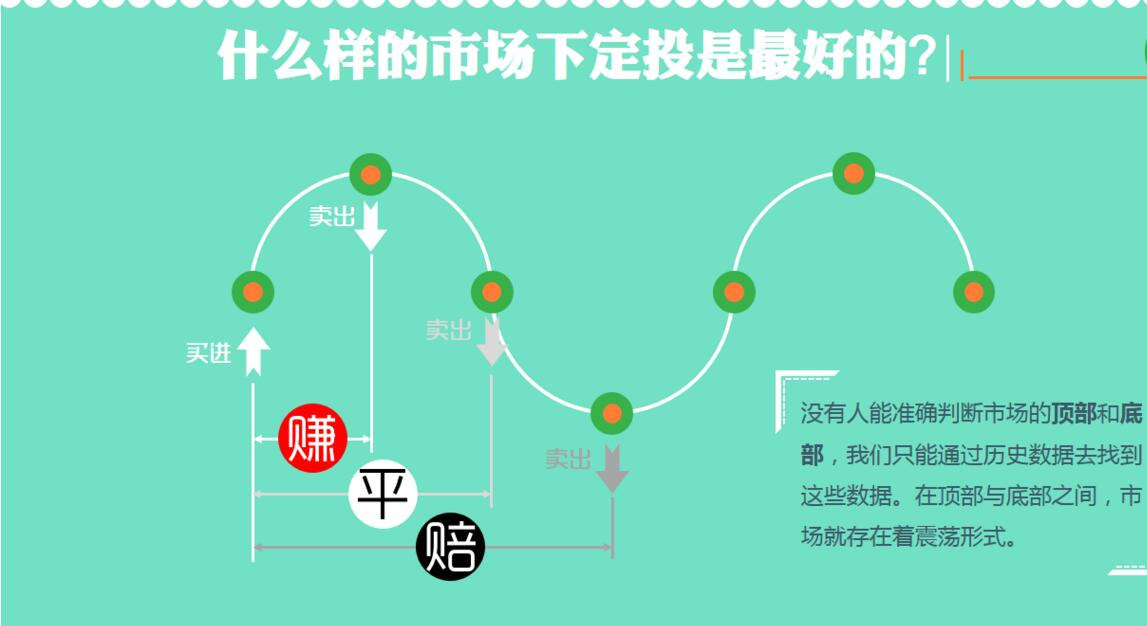 什么样的市场下定投是最好的?
卖出
买进
卖出
赚
平
卖出
赔
没有人能准确判断市场的顶部和底
部，我们只能通过历史数据去找到
这些数据。在顶部与底部之间，市
场就存在着震荡形式。